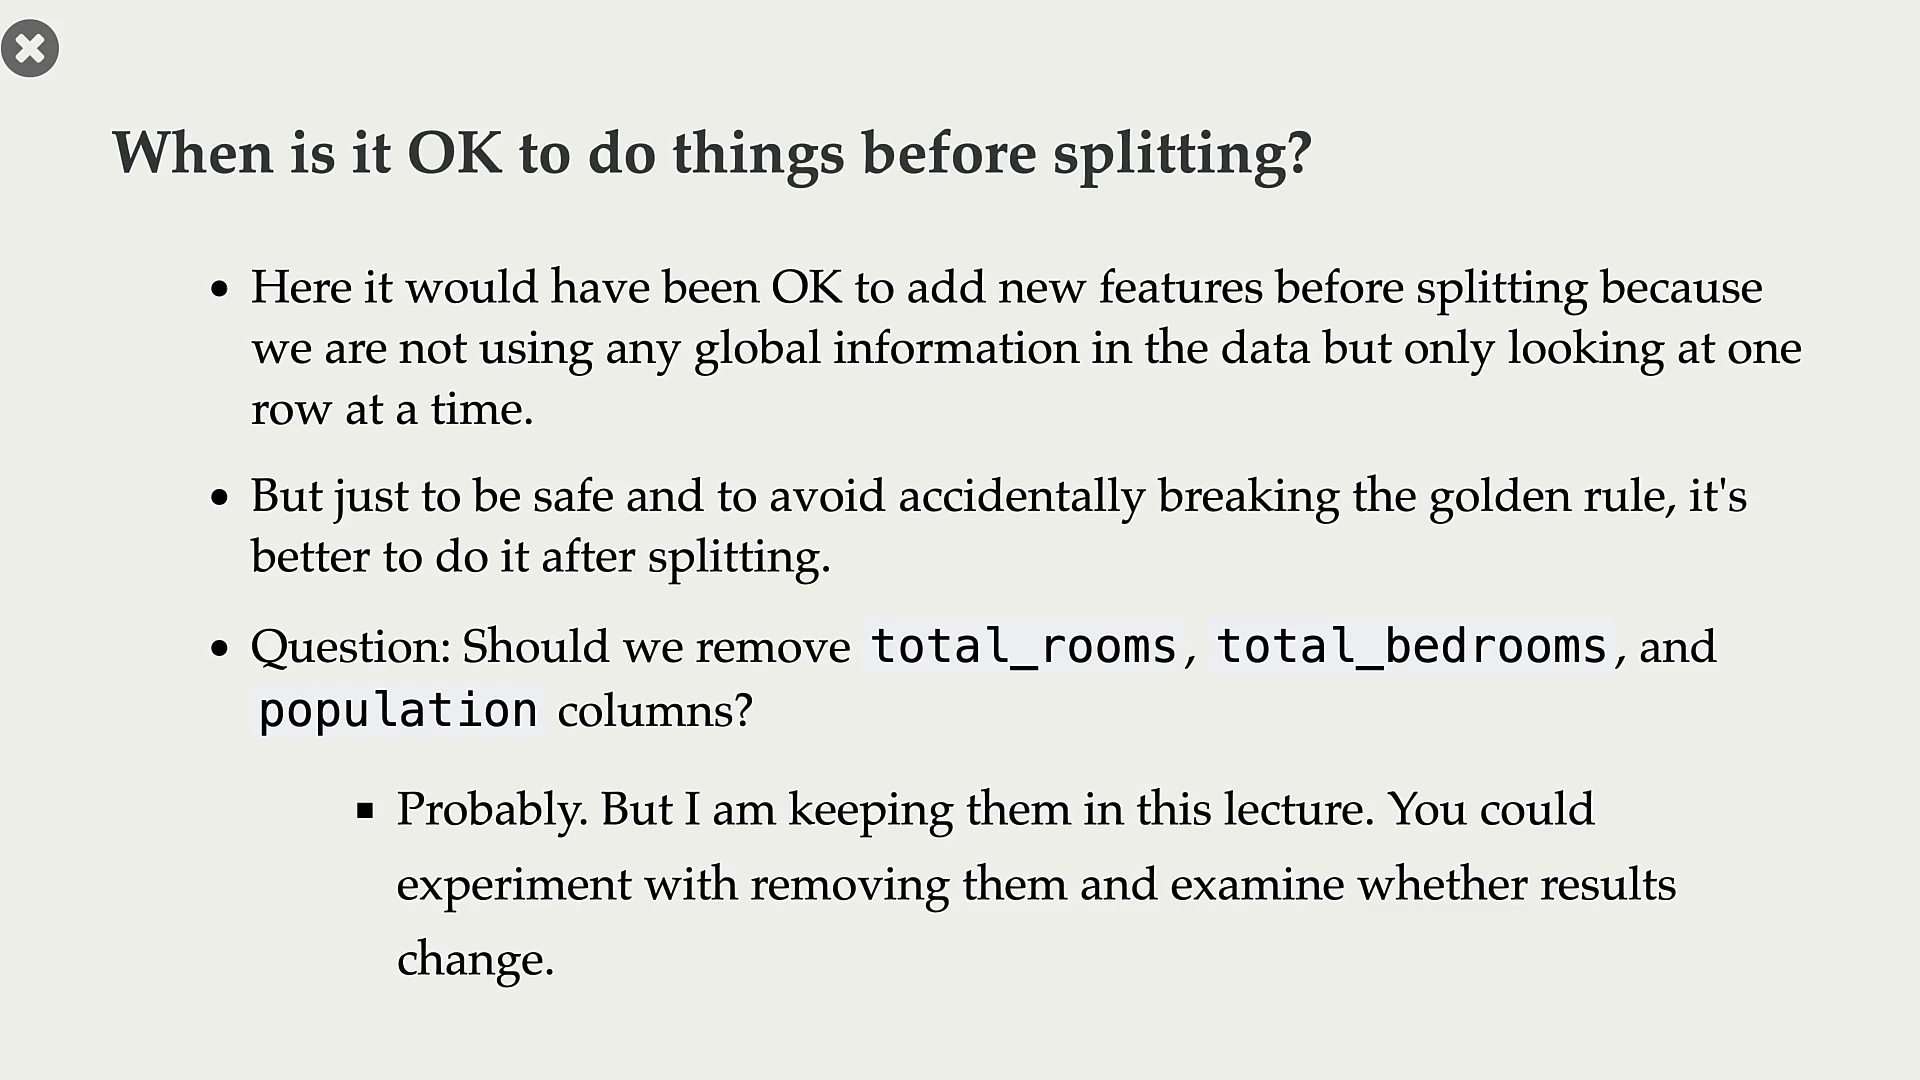 When is it OK to do things before splitting?
• Here it would have been OK to add new features before splitting because
we are not using any global information in the data but only looking at one
row at a time.
• But just to be safe and to avoid accidentally breaking the golden rule, it's
better to do it after splitting.
• Question: Should we remove total_rooms, total_bedrooms, and
population columns?
▪ Probably. But I am keeping them in this lecture. You could
experiment with removing them and examine whether results
change.